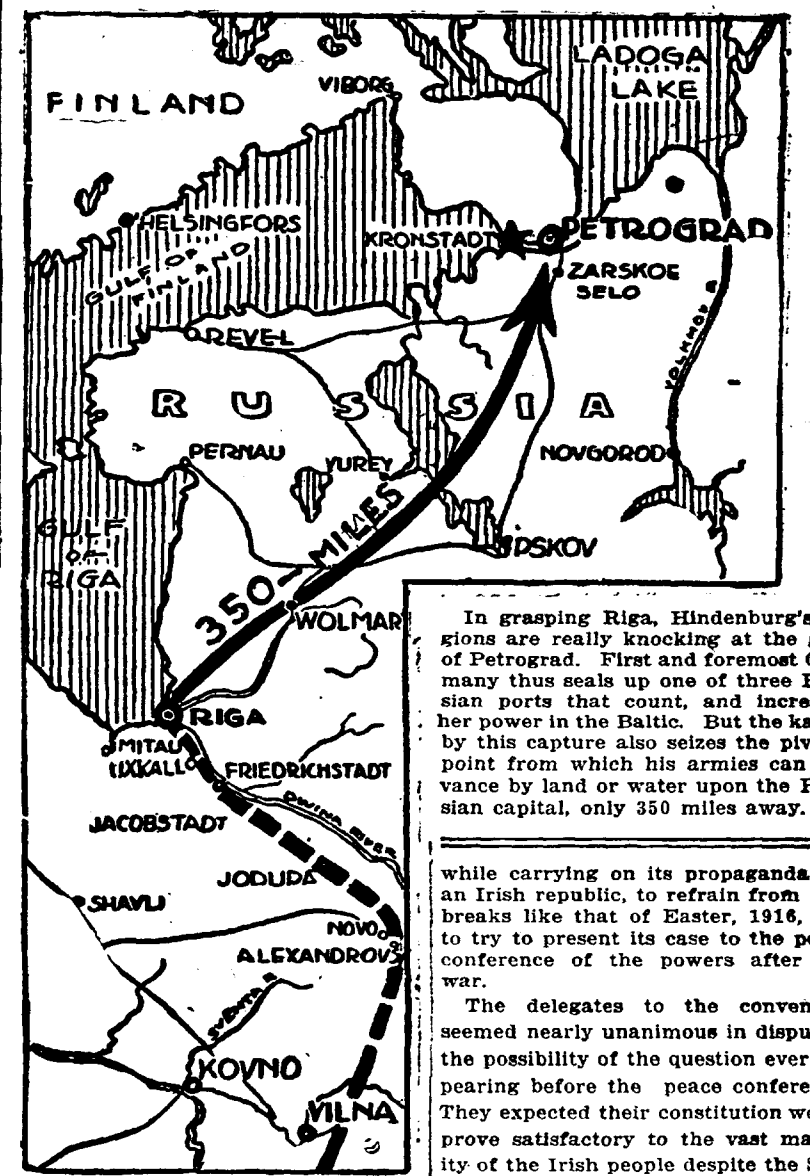 FINLAND
VIBORG
LADOGA
LAKE
HELSINGFORS
GULF OF
FINLAND
KRONSTADT
PETROGRAD
ZARSKOE
SELO
REVEL
VOLKHOV R
RUSSIA
PERNAU
YUREV
NOVGOROD
GULF
OF
RIGA
350-MILES
PSKOV
WOLMAR
RIGA
MITAU
UXKALL
FRIEDRICHSTADT
JACOBSTADT
DWINA RIVER
JODUPA
SHAVLI
NOVO
ALEXANDROVS
SVENTA R
KOVNO
VILNA
In grasping Riga, Hindenburg's
gions are really knocking at the
of Petrograd. First and foremost
many thus seals up one of three
sian ports that count, and incre
her power in the Baltic. But the ka
by this capture also seizes the piv
point from which his armies can
vance by land or water upon the
sian capital, only 350 miles away.
while carrying on its propaganda
an Irish republic, to refrain from
breaks like that of Easter, 1916,
to try to present its case to the pe
conference of the powers after
war.
The delegates to the conven
seemed nearly unanimous in dispu
the possibility of the question ever
pearing before the peace confere
They expected their constitution wo
prove satisfactory to the vast ma
ity of the Irish people despite the